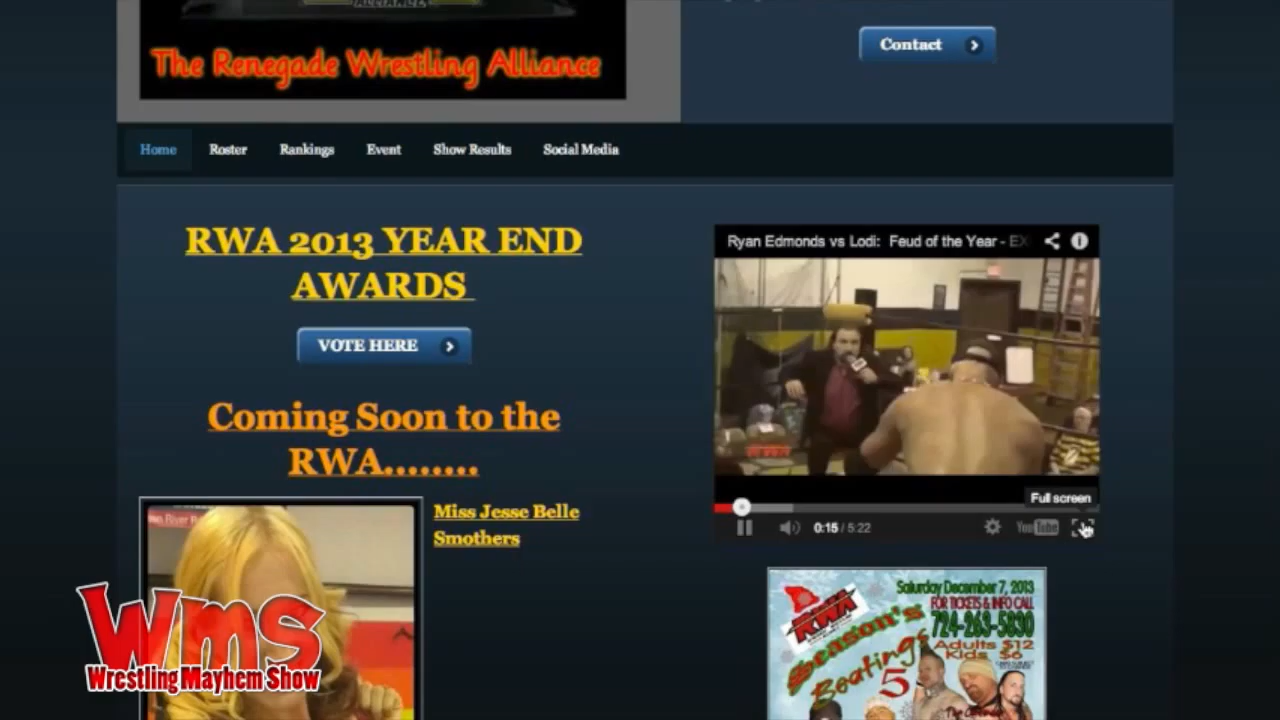 ALLIANCE
The Renegade Wrestling Alliance
Contact
Home Roster Rankings Event Show Results Social Media
RWA 2013 YEAR END
AWARDS
VOTE HERE
Coming Soon to the
RWA........
Miss Jesse Belle
Smothers
Ryan Edmonds vs Lodi: Feud of the Year - EX
Full screen
0:15 / 5:22
YouTube
Saturday December 7, 2013
FOR TICKETS & INFO CALL
724-263-5830
Adults $12
Kids $6
RWA
Season's
Beatings
5
wms
Wrestling Mayhem Show